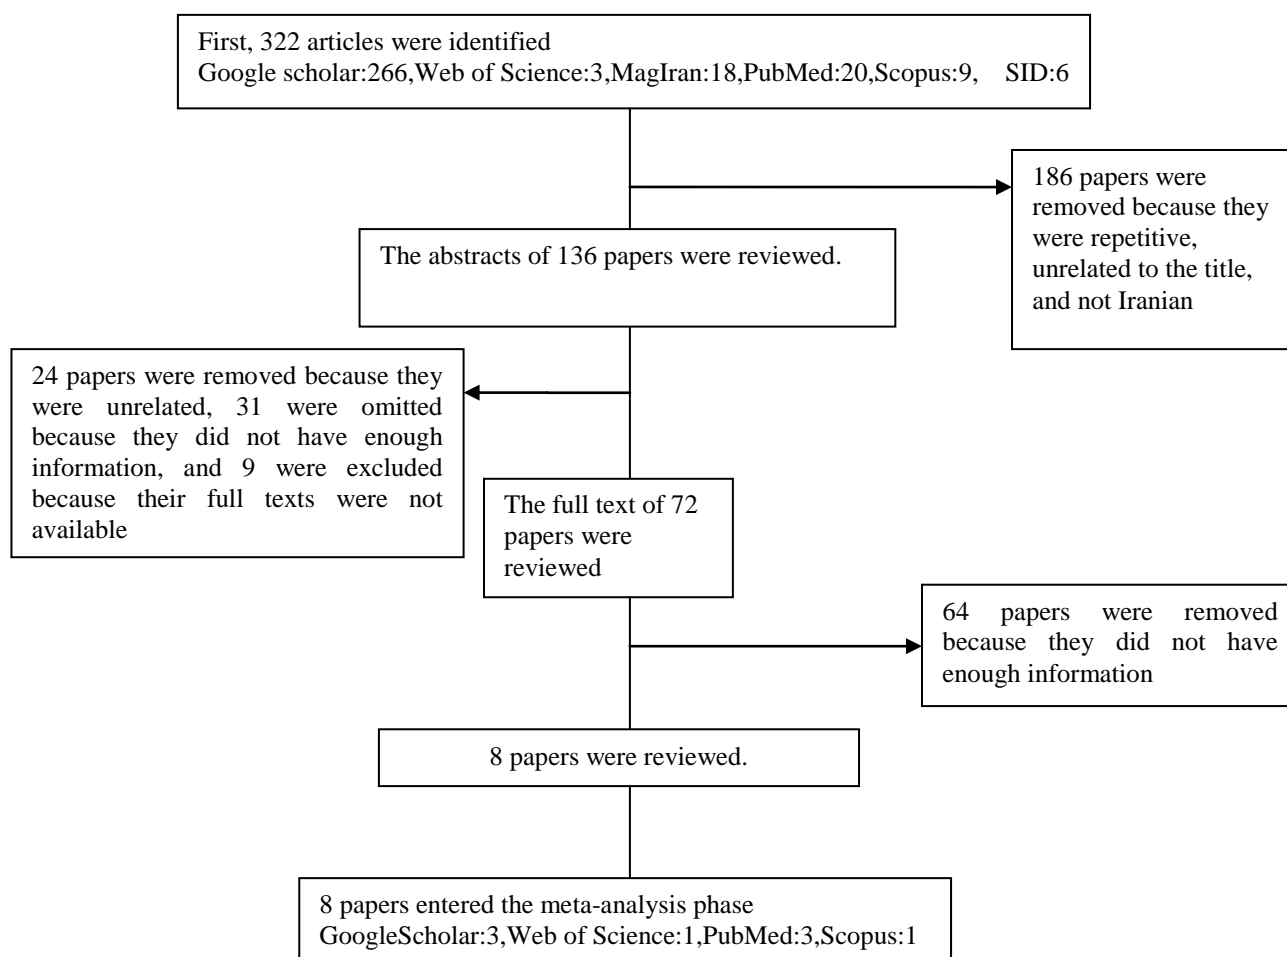 First, 322 articles were identified
Google scholar:266,Web of Science:3,MagIran:18,PubMed:20,Scopus:9, SID:6
186 papers were
removed because they
were repetitive,
unrelated to the title,
and not Iranian
The abstracts of 136 papers were reviewed.
24 papers were removed because they
were unrelated, 31 were omitted
because they did not have enough
information, and 9 were excluded
because their full texts were not
available
The full text of 72
papers were
reviewed
64 papers were removed
because they did not have
enough information
8 papers were reviewed.
8 papers entered the meta-analysis phase
GoogleScholar:3,Web of Science:1,PubMed:3,Scopus:1